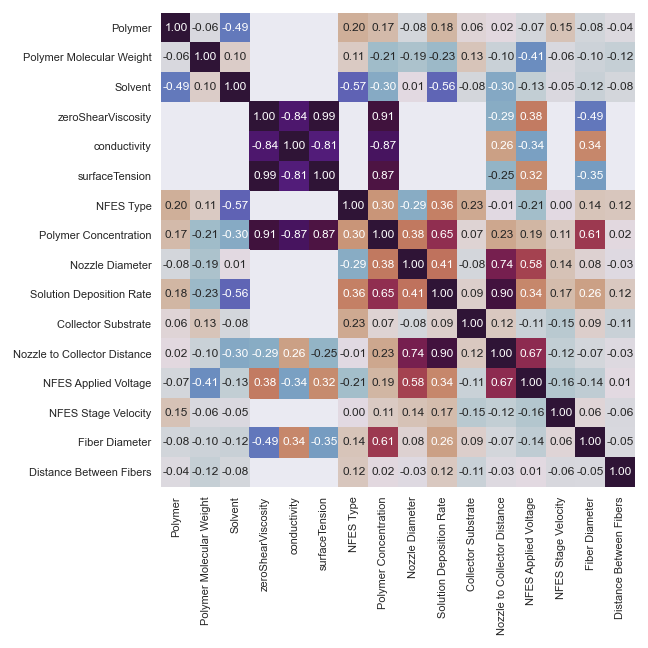 Polymer 1.00 -0.06 -0.49 0.20 0.17 -0.08 0.18 0.06 0.02 -0.07 0.15 -0.08 -0.04
Polymer Molecular Weight -0.06 1.00 0.10 0.11 -0.21 -0.19 -0.23 0.13 -0.10 -0.41 -0.06 -0.10 -0.12
Solvent -0.49 0.10 1.00 -0.57 -0.30 0.01 -0.56 -0.08 -0.30 -0.13 -0.05 -0.12 -0.08
zeroShearViscosity 1.00 -0.84 0.99 0.91 -0.29 0.38 -0.49
conductivity -0.84 1.00 -0.81 -0.87 0.26 -0.34 0.34
surfaceTension 0.99 -0.81 1.00 0.87 -0.25 0.32 -0.35
NFES Type 0.20 0.11 -0.57 1.00 0.30 -0.29 0.36 0.23 -0.01 -0.21 0.00 0.14 0.12
Polymer Concentration 0.17 -0.21 -0.30 0.91 -0.87 0.87 0.30 1.00 0.38 0.65 0.07 0.23 0.19 0.11 0.61 0.02
Nozzle Diameter -0.08 -0.19 0.01 -0.29 0.38 1.00 0.41 -0.08 0.74 0.58 0.14 0.08 -0.03
Solution Deposition Rate 0.18 -0.23 -0.56 0.36 0.65 0.41 1.00 0.09 0.90 0.34 0.17 0.26 0.12
Collector Substrate 0.06 0.13 -0.08 0.23 0.07 -0.08 0.09 1.00 0.12 -0.11 -0.15 0.09 -0.11
Nozzle to Collector Distance 0.02 -0.10 -0.30 -0.29 0.26 -0.25 -0.01 0.23 0.74 0.90 0.12 1.00 0.67 -0.12 -0.07 -0.03
NFES Applied Voltage -0.07 -0.41 -0.13 0.38 -0.34 0.32 -0.21 0.19 0.58 0.34 -0.11 0.67 1.00 -0.16 -0.14 0.01
NFES Stage Velocity 0.15 -0.06 -0.05 0.00 0.11 0.14 0.17 -0.15 -0.12 -0.16 1.00 0.06 -0.06
Fiber Diameter -0.08 -0.10 -0.12 -0.49 0.34 -0.35 0.14 0.61 0.08 0.26 0.09 -0.07 -0.14 0.06 1.00 -0.05
Distance Between Fibers -0.04 -0.12 -0.08 0.12 0.02 -0.03 0.12 -0.11 -0.03 0.01 -0.06 -0.05 1.00
Polymer
Polymer Molecular Weight
Solvent
zeroShearViscosity
conductivity
surfaceTension
NFES Type
Polymer Concentration
Nozzle Diameter
Solution Deposition Rate
Collector Substrate
Nozzle to Collector Distance
NFES Applied Voltage
NFES Stage Velocity
Fiber Diameter
Distance Between Fibers